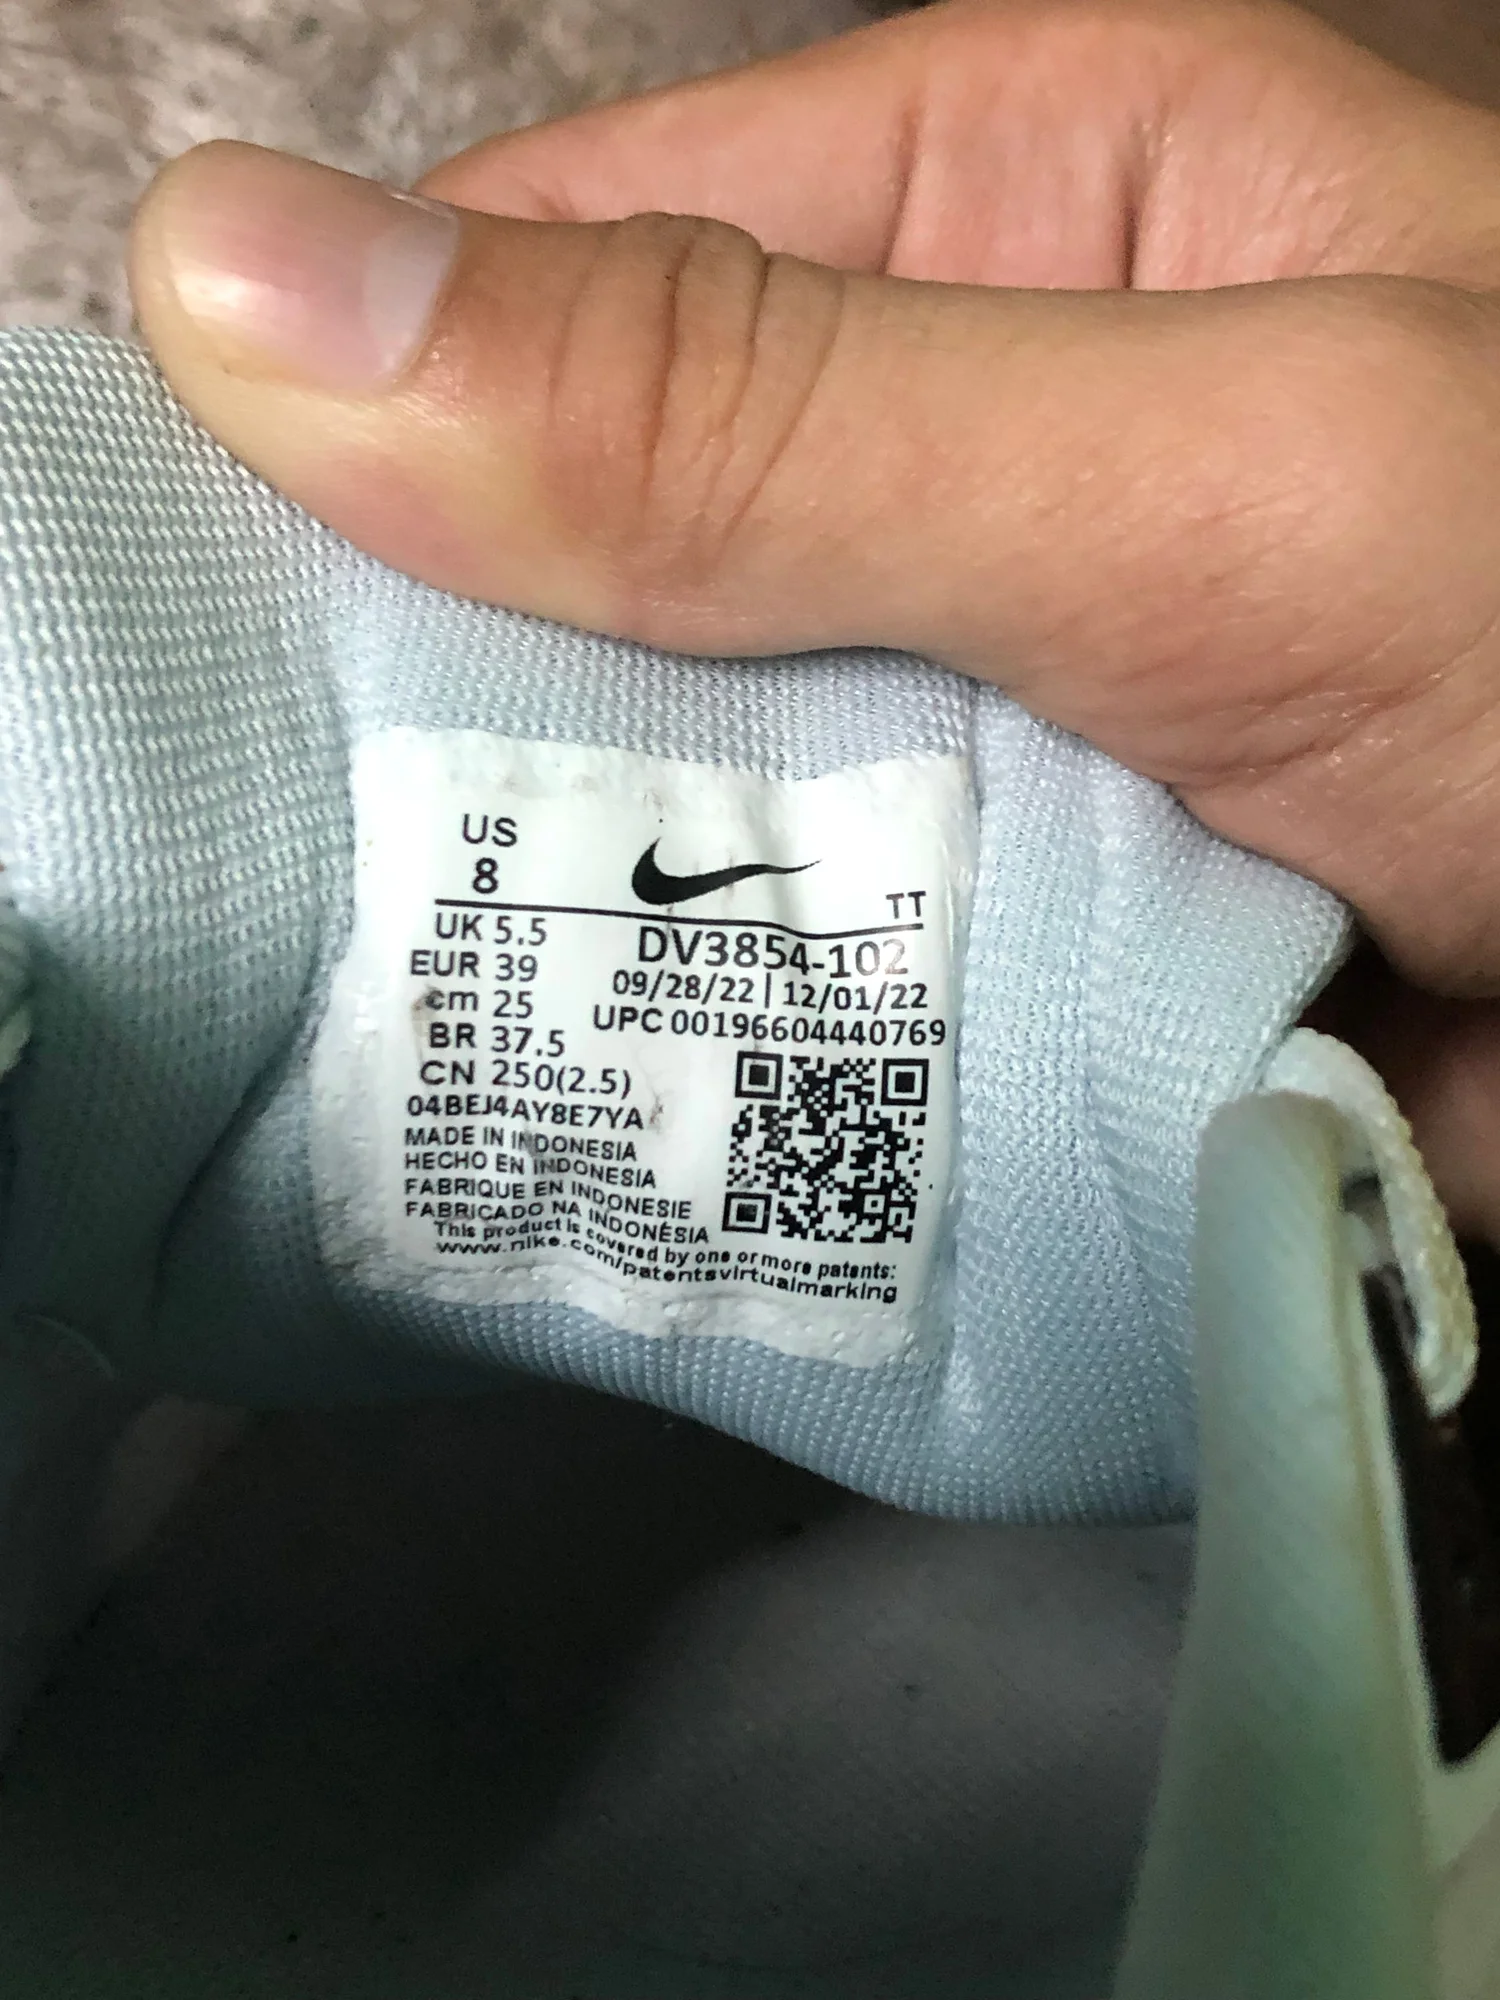 US
8
TT
UK 5.5
EUR 39
cm 25
BR 37.5
CN 250(2.5)
DV3854-102
09/28/22 | 12/01/22
UPC 00196604440769
04BEJ4AY8E7YA
MADE IN INDONESIA
HECHO EN INDONESIA
FABRIQUE EN INDONESIE
FABRICADO NA INDONÉSIA
This product is covered by one or more patents:
www.nike.com/patentsvirtualmarking